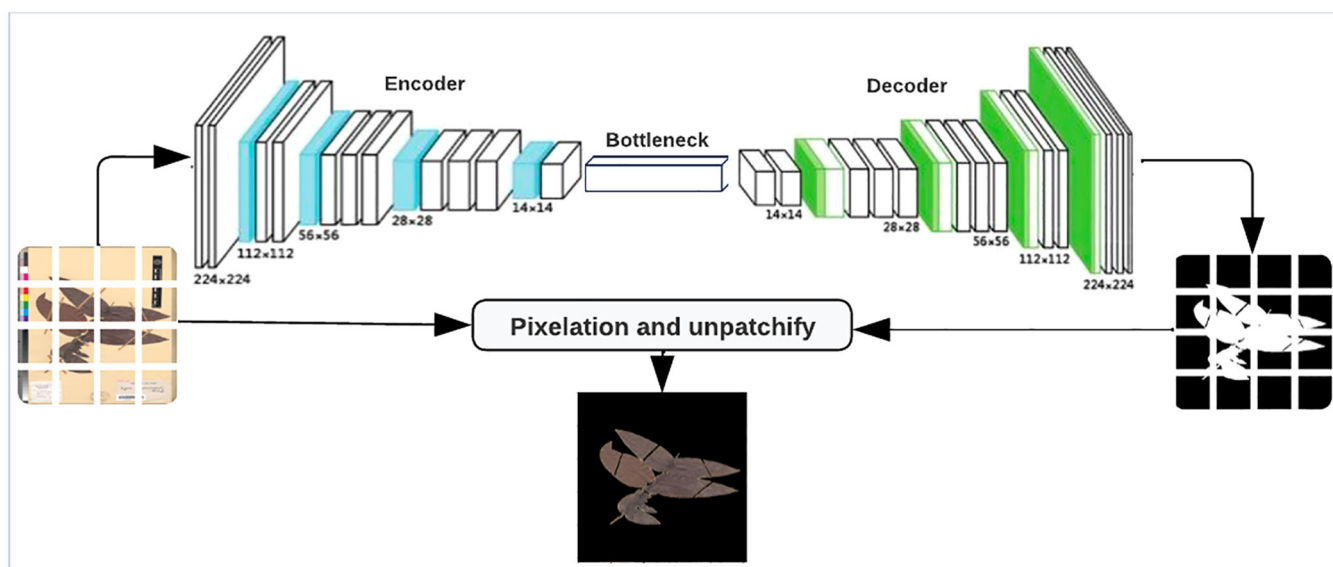 Encoder
Decoder
Bottleneck
224×224
112×112
56×56
28×28
14×14
14×14
28×28
56×56
112×112
224×224
Pixelation and unpatchify